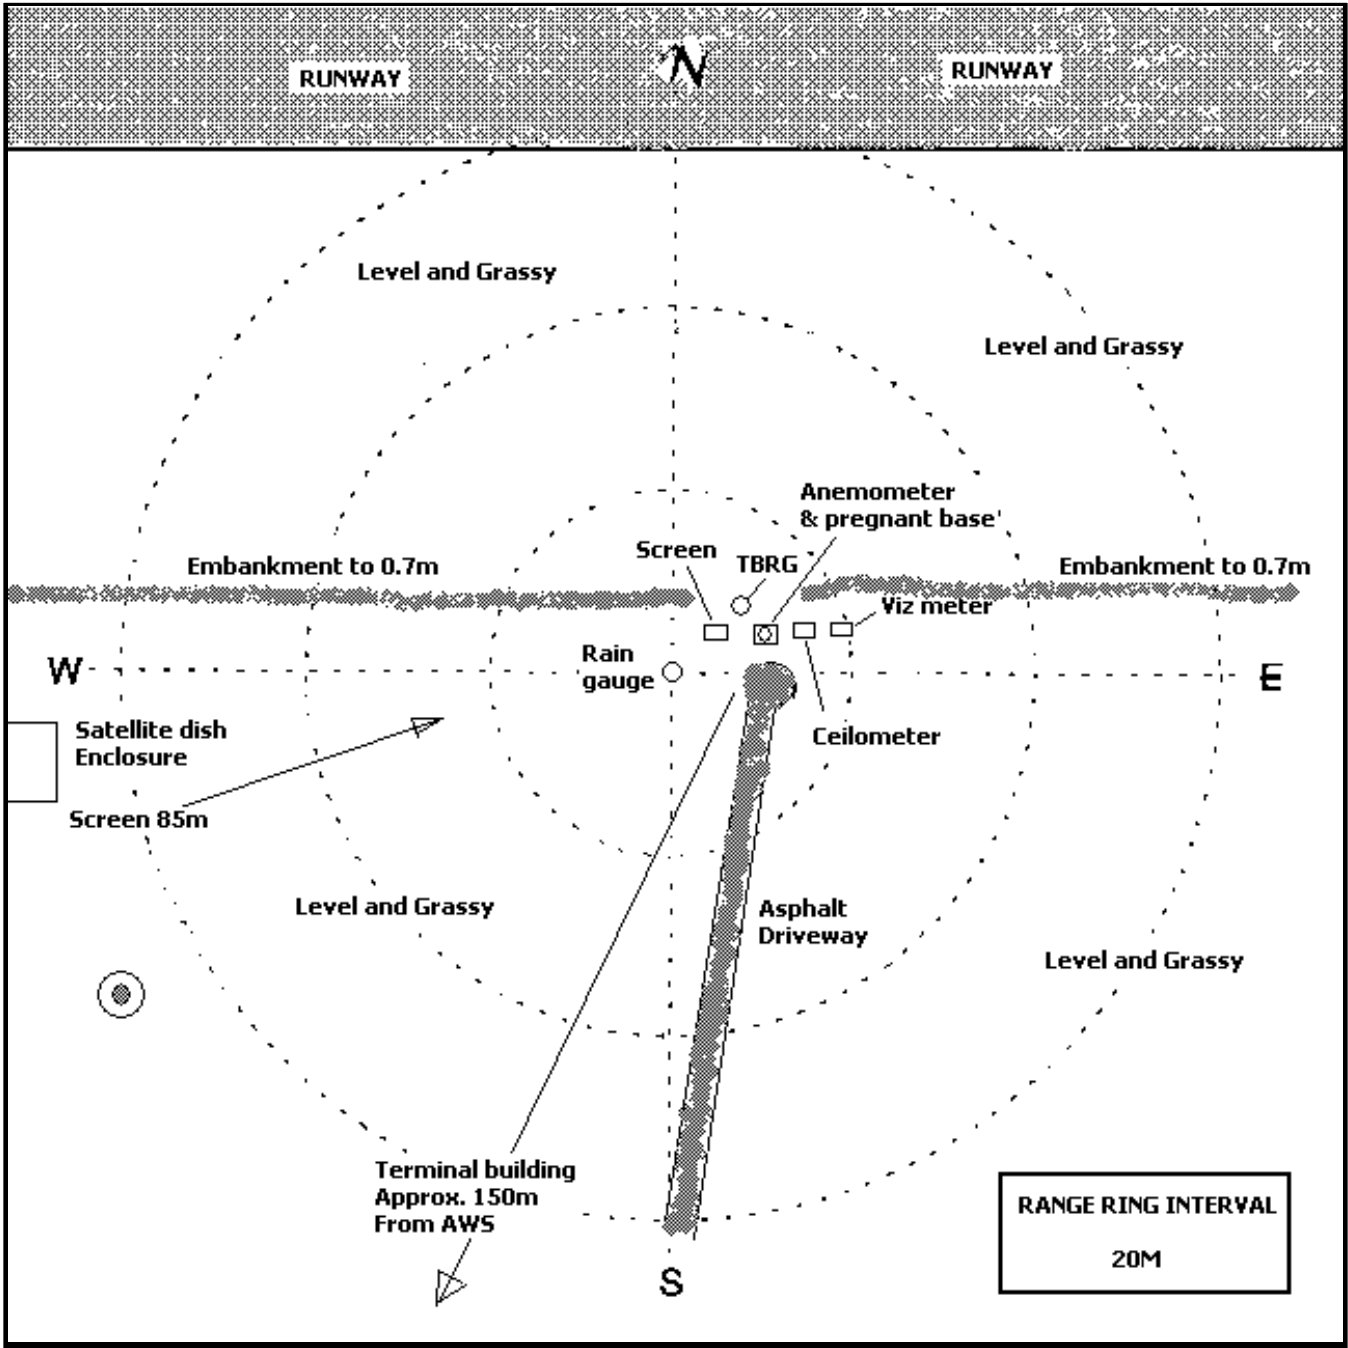 N
RUNWAY
RUNWAY
Level and Grassy
Level and Grassy
Anemometer
& pregnant base'
Screen
TBRG
Embankment to 0.7m
Embankment to 0.7m
Viz meter
Rain
gauge
W
E
Satellite dish
Enclosure
Ceilometer
Screen 85m
Level and Grassy
Asphalt
Driveway
Level and Grassy
Terminal building
Approx. 150m
From AWS
S
RANGE RING INTERVAL
20M